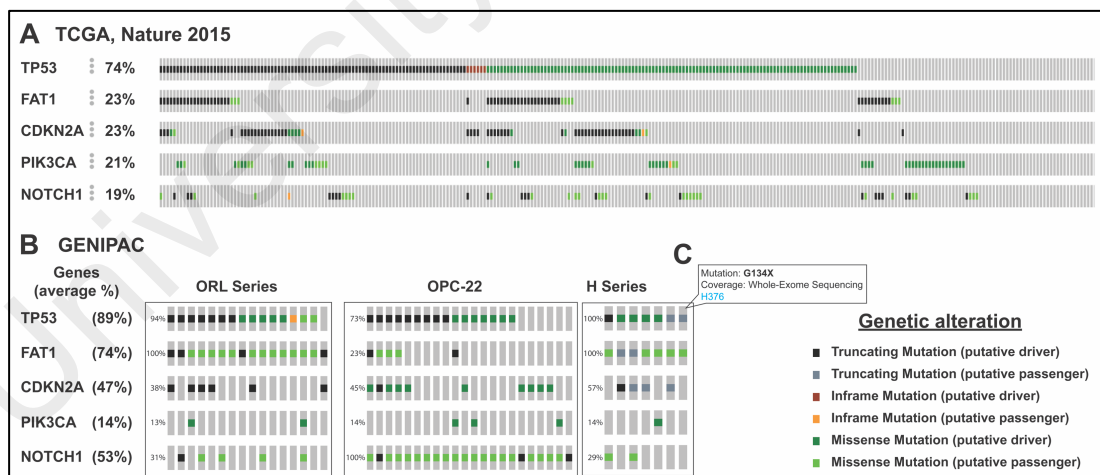 A TCGA, Nature 2015
TP53 74%
FAT1 23%
CDKN2A 23%
PIK3CA 21%
NOTCH1 19%
B GENIPAC
Genes
(average %)
ORL Series
OPC-22
H Series
C
Mutation: G134X
Coverage: Whole-Exome Sequencing
H376
TP53 (89%) 94% 73% 100%
FAT1 (74%) 100% 23% 100%
CDKN2A (47%) 38% 45% 57%
PIK3CA (14%) 13% 14% 14%
NOTCH1 (53%) 31% 100% 29%
Genetic alteration
Truncating Mutation (putative driver)
Truncating Mutation (putative passenger)
Inframe Mutation (putative driver)
Inframe Mutation (putative passenger)
Missense Mutation (putative driver)
Missense Mutation (putative passenger)
University